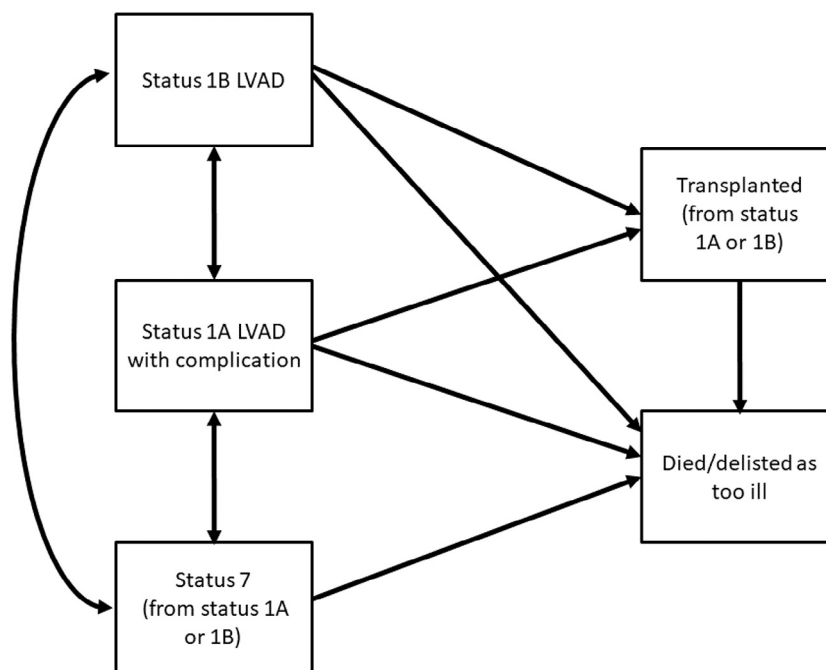 Status 1B LVAD
Transplanted
(from status
1A or 1B)
Status 1A LVAD
with complication
Died/delisted as
too ill
Status 7
(from status 1A
or 1B)